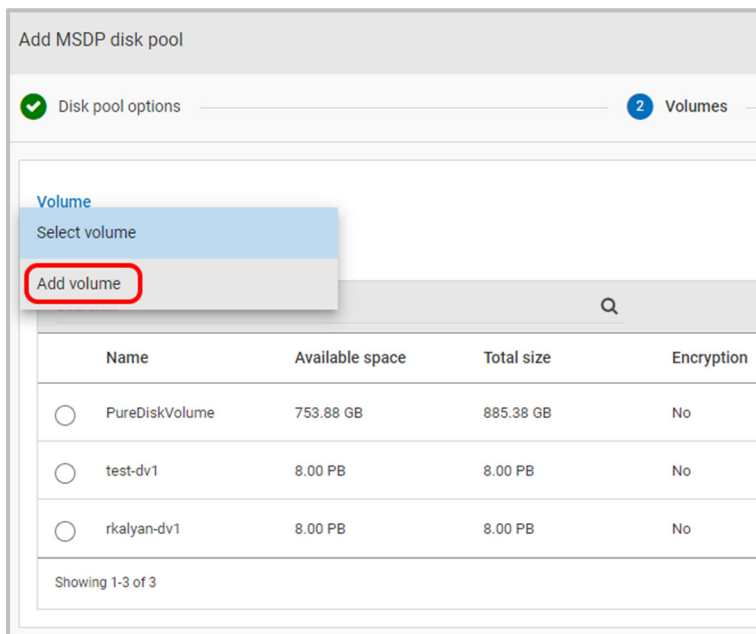 Add MSDP disk pool
Disk pool options
2 Volumes
Volume
Select volume
Add volume
Name Available space Total size Encryption
PureDiskVolume 753.88 GB 885.38 GB No
test-dv1 8.00 PB 8.00 PB No
rkalyan-dv1 8.00 PB 8.00 PB No
Showing 1-3 of 3